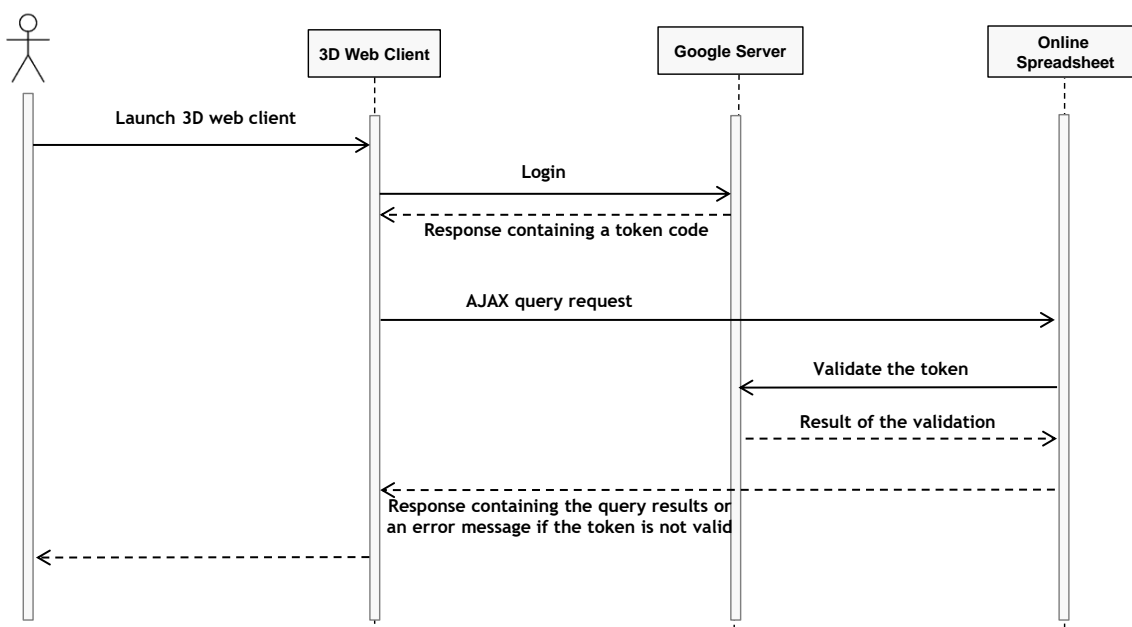 3D Web Client
Google Server
Online
Spreadsheet
Launch 3D web client
Login
Response containing a token code
AJAX query request
Validate the token
Result of the validation
Response containing the query results or
an error message if the token is not valid